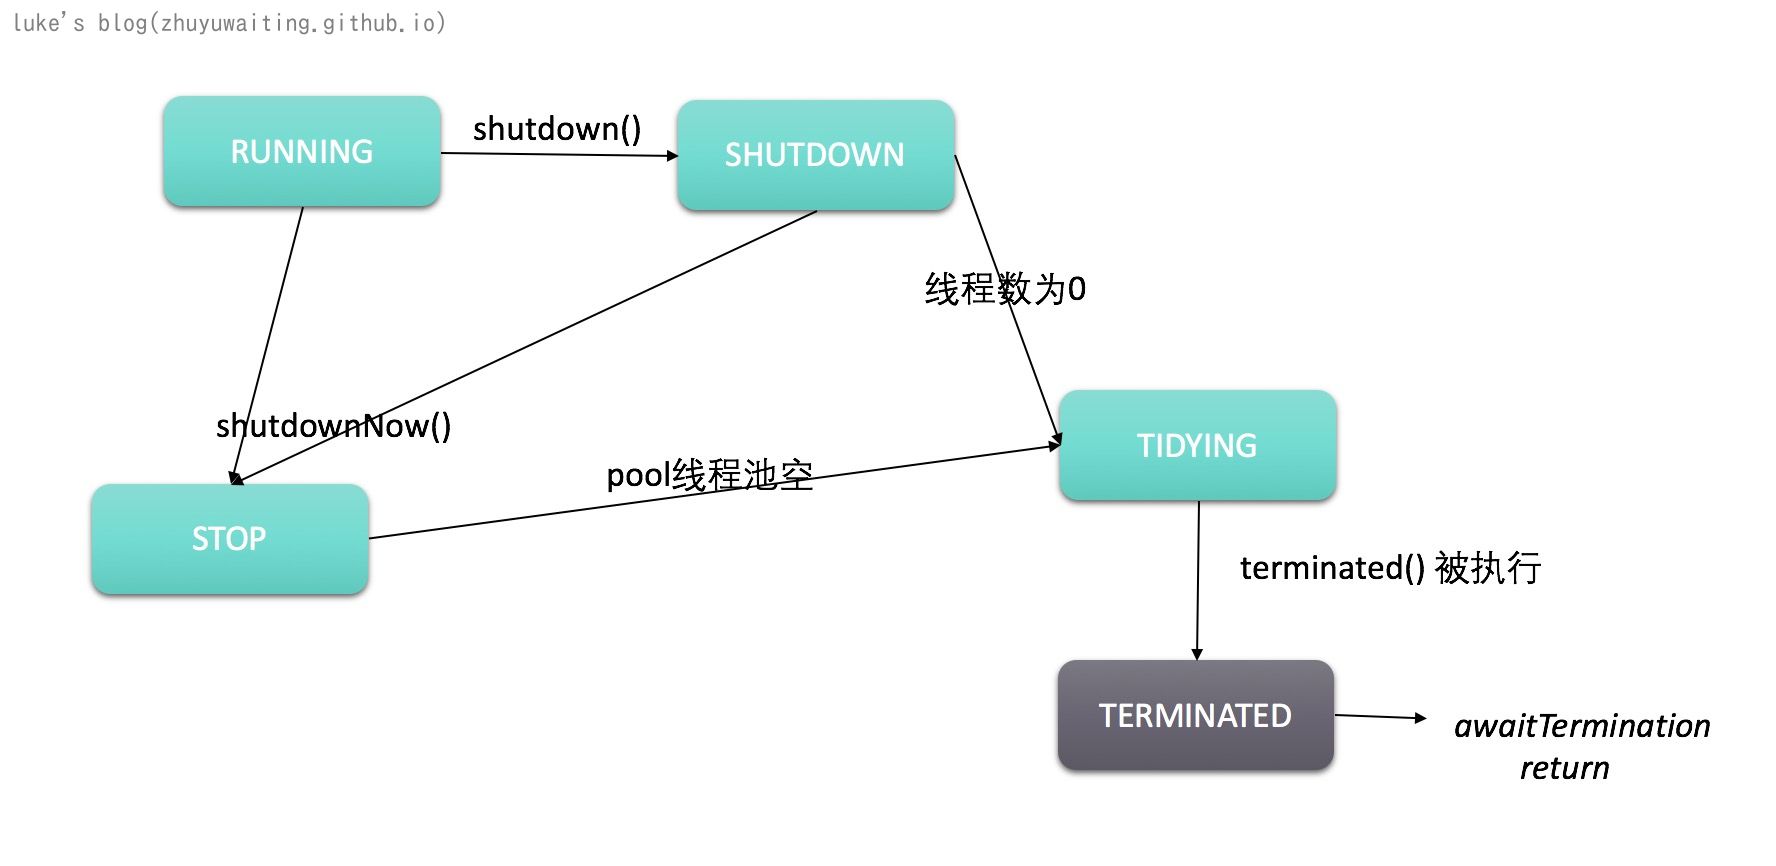 luke's blog(zhuyuwaiting.github.io)
RUNNING
shutdown()
SHUTDOWN
线程数为0
shutdownNow()
TIDYING
pool线程池空
STOP
terminated() 被执行
TERMINATED
awaitTermination
return